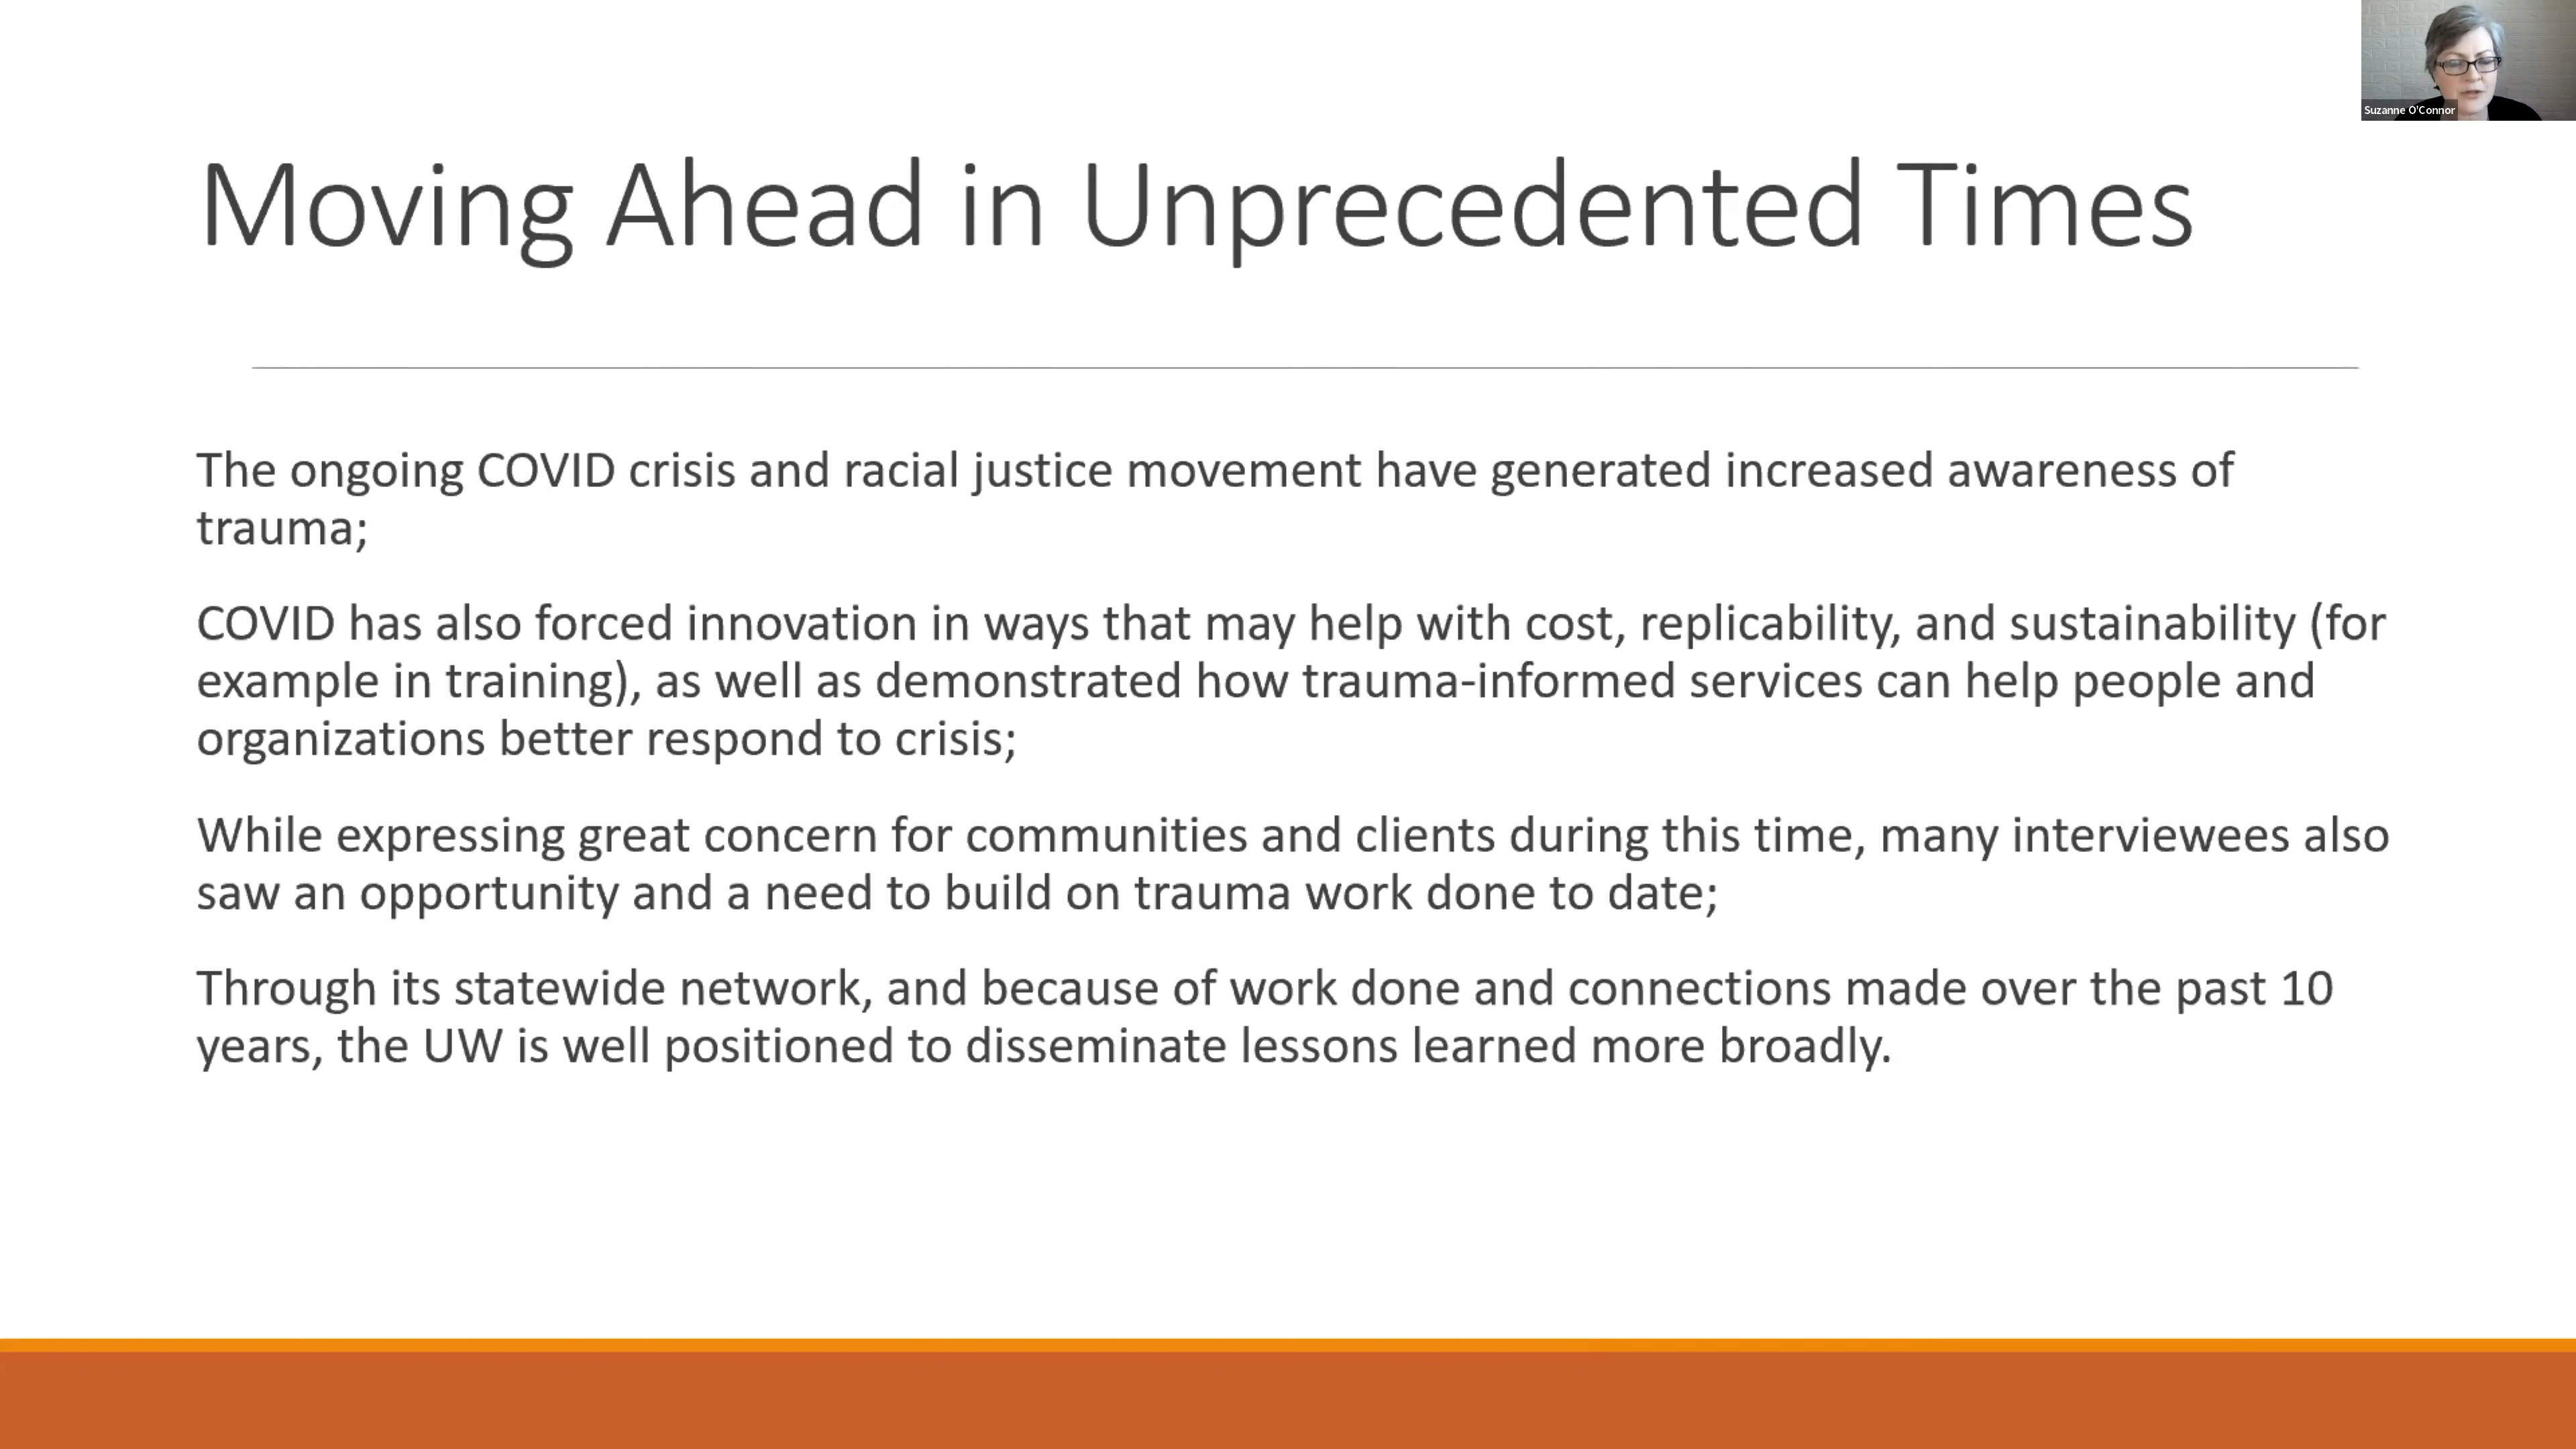 Suzanne O'Connor
Moving Ahead in Unprecedented Times
The ongoing COVID crisis and racial justice movement have generated increased awareness of
trauma;
COVID has also forced innovation in ways that may help with cost, replicability, and sustainability (for
example in training), as well as demonstrated how trauma-informed services can help people and
organizations better respond to crisis;
While expressing great concern for communities and clients during this time, many interviewees also
saw an opportunity and a need to build on trauma work done to date;
Through its statewide network, and because of work done and connections made over the past 10
years, the UW is well positioned to disseminate lessons learned more broadly.